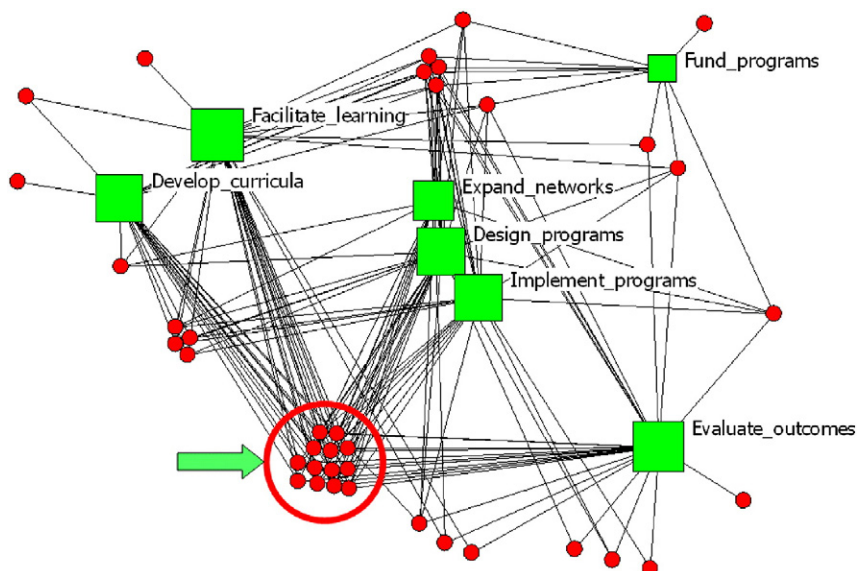 Fund_programs
Facilitate_learning
Develop_curricula
Expand_networks
Design_programs
Implement_programs
Evaluate_outcomes